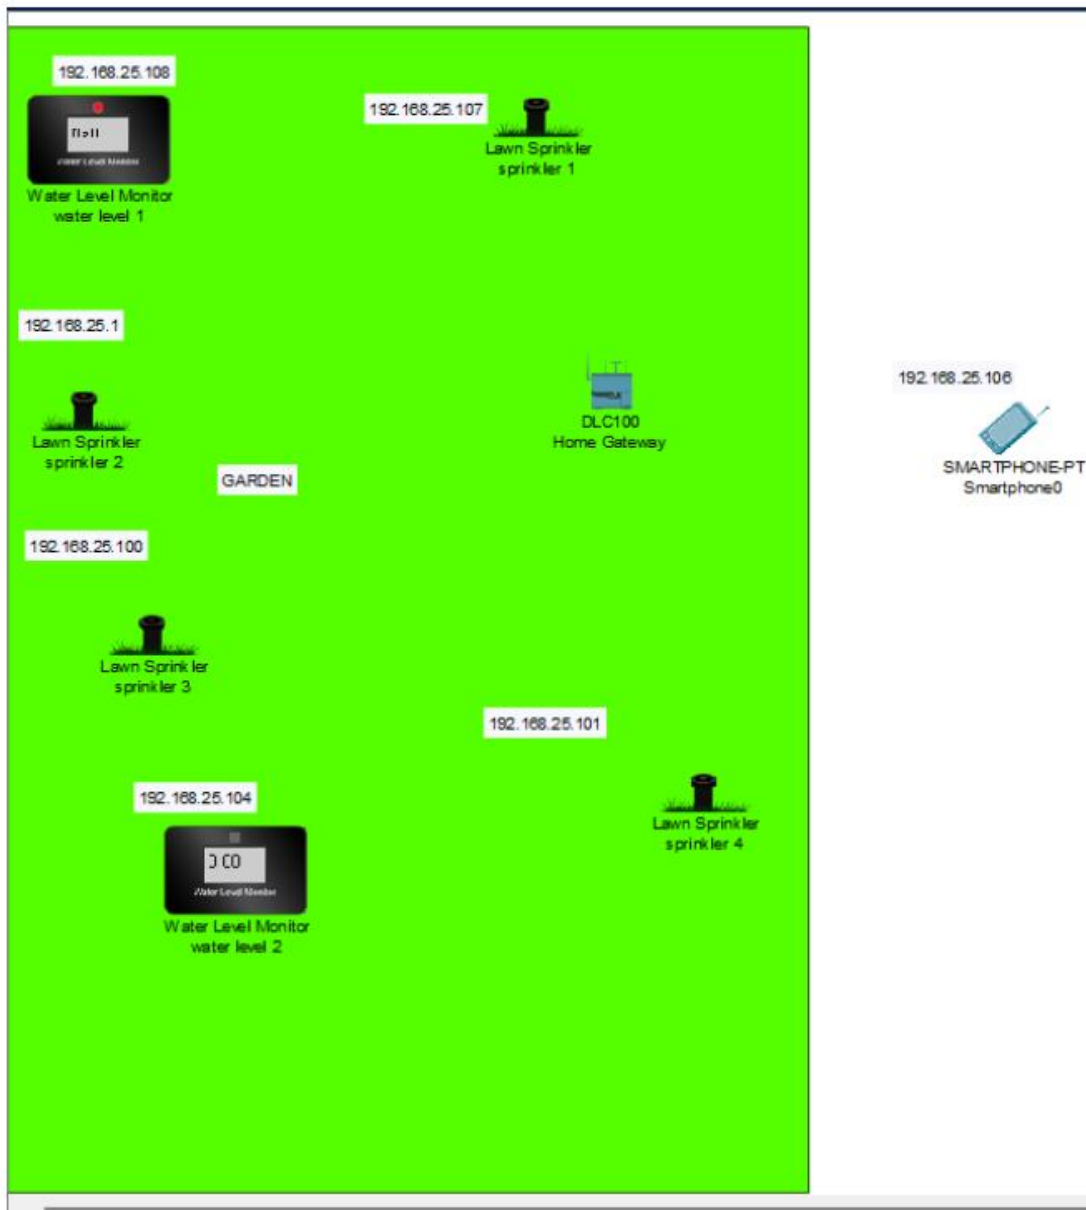 192.168.25.108
Water Level Monitor
Water Level Monitor
water level 1
192.168.25.107
Lawn Sprinkler
sprinkler 1
192.168.25.1
Lawn Sprinkler
sprinkler 2
GARDEN
DLC100
Home Gateway
192.168.25.106
SMARTPHONE-PT
Smartphone0
192.168.25.100
Lawn Sprinkler
sprinkler 3
192.168.25.101
Lawn Sprinkler
sprinkler 4
192.168.25.104
Water Level Monitor
Water Level Monitor
water level 2